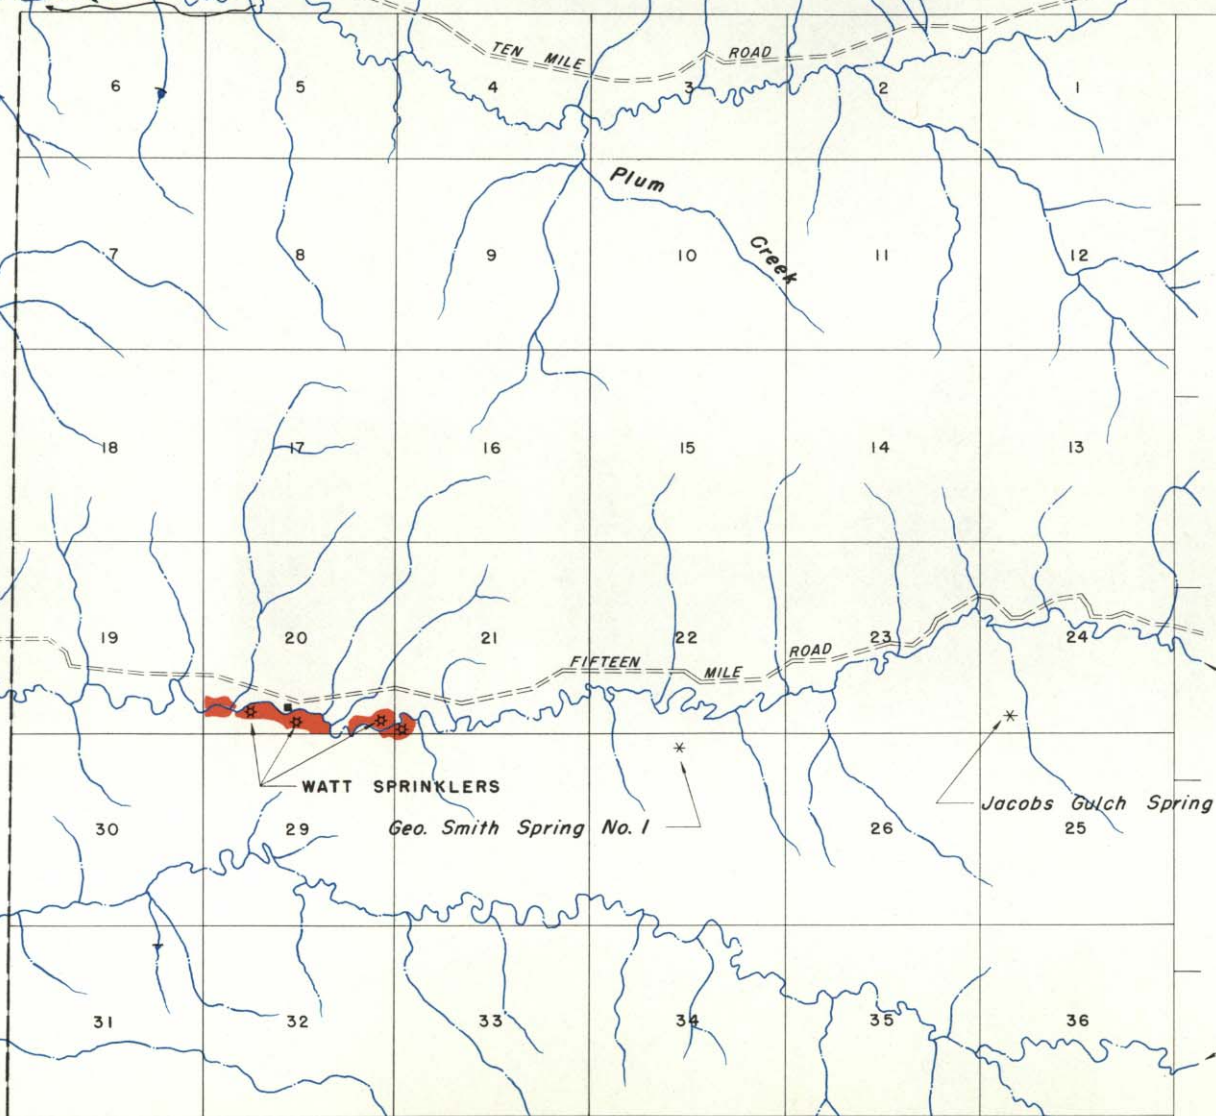 TEN MILE ROAD
6 5 4 3 2 1
Plum
Creek
7 8 9 10 11 12
18 17 16 15 14 13
19 20 21 22 23 24
FIFTEEN MILE ROAD
WATT SPRINKLERS
Jacobs Gulch Spring
Geo. Smith Spring No. 1
30 29 26 25
31 32 33 34 35 36